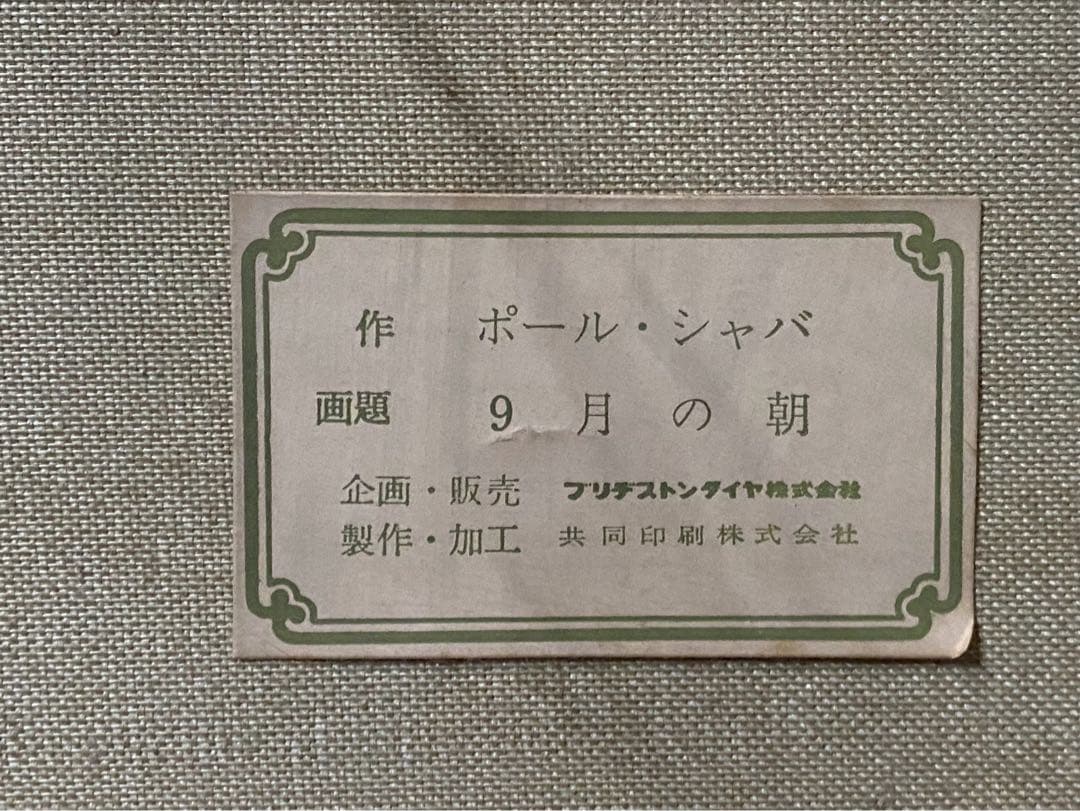 作 ポール・シャバ
画題 9月の朝
企画・販売 ブリヂストンタイヤ株式会社
製作・加工 共同印刷株式会社